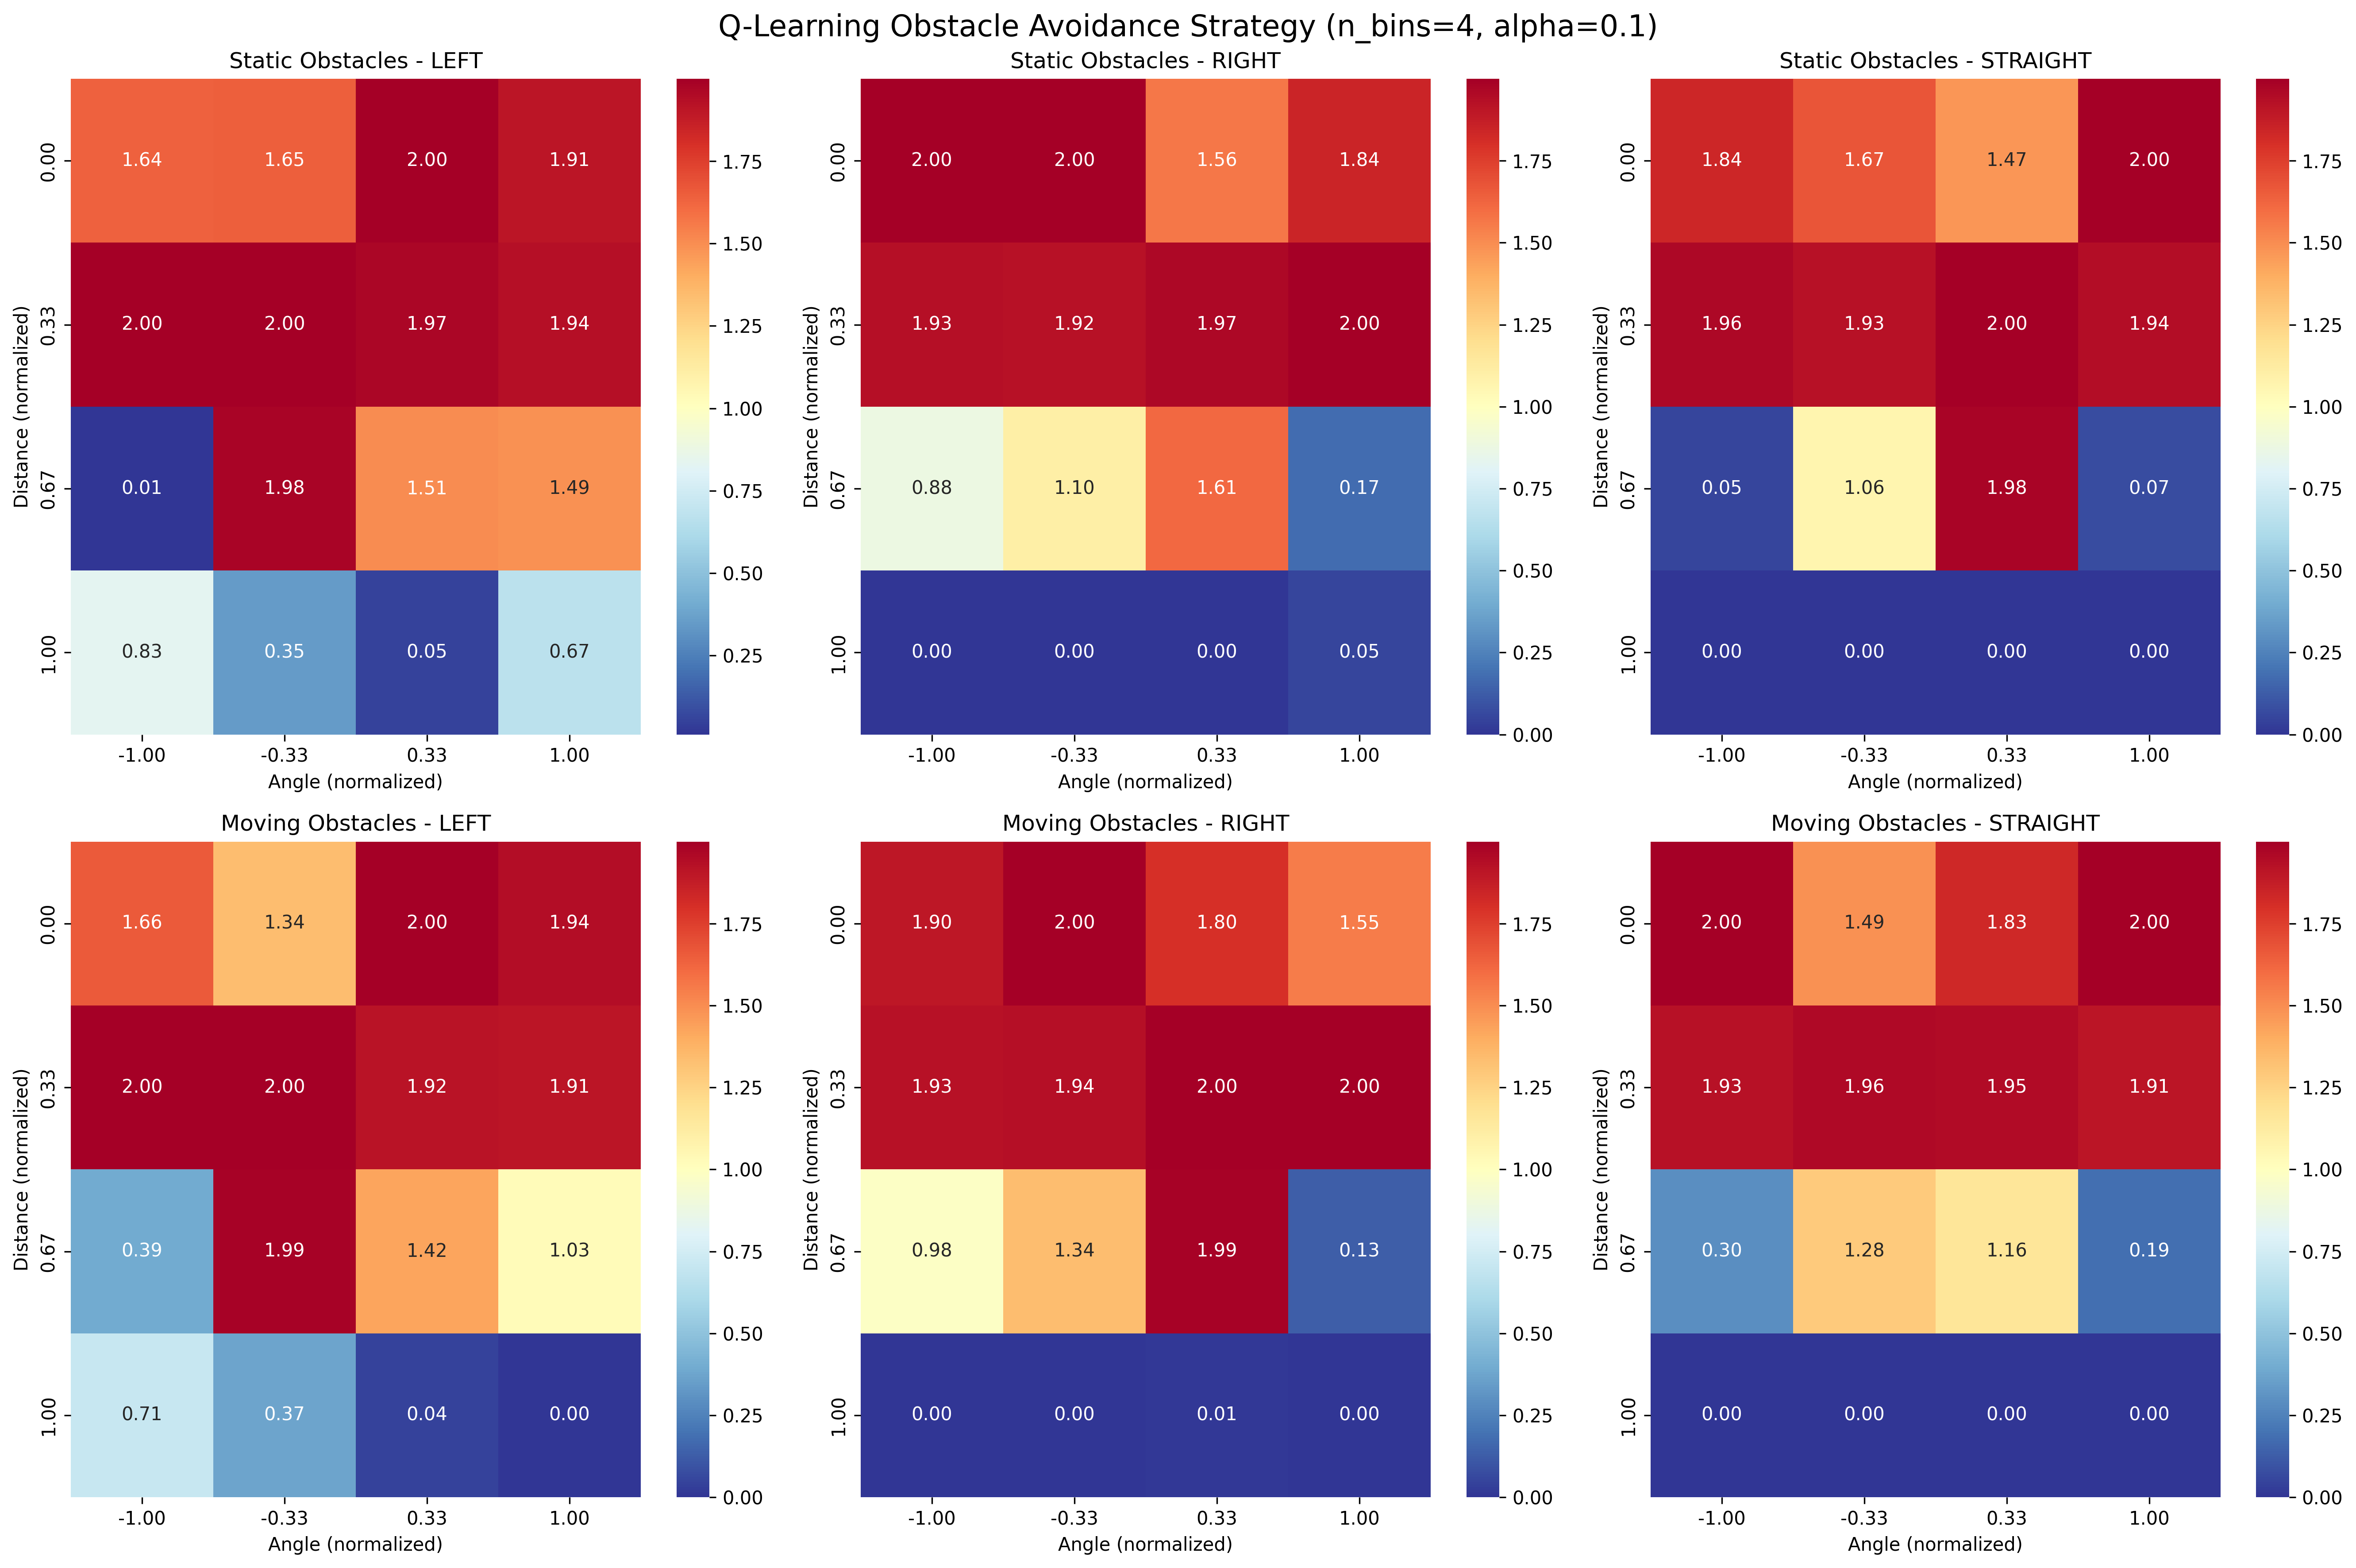 Q-Learning Obstacle Avoidance Strategy (n_bins=4, alpha=0.1)
Static Obstacles - LEFT
Distance (normalized)
0.00
0.33
0.67
1.00
1.64 1.65 2.00 1.91
2.00 2.00 1.97 1.94
0.01 1.98 1.51 1.49
0.83 0.35 0.05 0.67
-1.00 -0.33 0.33 1.00
Angle (normalized)
1.75
1.50
1.25
1.00
0.75
0.50
0.25
Static Obstacles - RIGHT
Distance (normalized)
0.00
0.33
0.67
1.00
2.00 2.00 1.56 1.84
1.93 1.92 1.97 2.00
0.88 1.10 1.61 0.17
0.00 0.00 0.00 0.05
-1.00 -0.33 0.33 1.00
Angle (normalized)
1.75
1.50
1.25
1.00
0.75
0.50
0.25
0.00
Static Obstacles - STRAIGHT
Distance (normalized)
0.00
0.33
0.67
1.00
1.84 1.67 1.47 2.00
1.96 1.93 2.00 1.94
0.05 1.06 1.98 0.07
0.00 0.00 0.00 0.00
-1.00 -0.33 0.33 1.00
Angle (normalized)
1.75
1.50
1.25
1.00
0.75
0.50
0.25
0.00
Moving Obstacles - LEFT
Distance (normalized)
0.00
0.33
0.67
1.00
1.66 1.34 2.00 1.94
2.00 2.00 1.92 1.91
0.39 1.99 1.42 1.03
0.71 0.37 0.04 0.00
-1.00 -0.33 0.33 1.00
Angle (normalized)
1.75
1.50
1.25
1.00
0.75
0.50
0.25
0.00
Moving Obstacles - RIGHT
Distance (normalized)
0.00
0.33
0.67
1.00
1.90 2.00 1.80 1.55
1.93 1.94 2.00 2.00
0.98 1.34 1.99 0.13
0.00 0.00 0.01 0.00
-1.00 -0.33 0.33 1.00
Angle (normalized)
1.75
1.50
1.25
1.00
0.75
0.50
0.25
0.00
Moving Obstacles - STRAIGHT
Distance (normalized)
0.00
0.33
0.67
1.00
2.00 1.49 1.83 2.00
1.93 1.96 1.95 1.91
0.30 1.28 1.16 0.19
0.00 0.00 0.00 0.00
-1.00 -0.33 0.33 1.00
Angle (normalized)
1.75
1.50
1.25
1.00
0.75
0.50
0.25
0.00